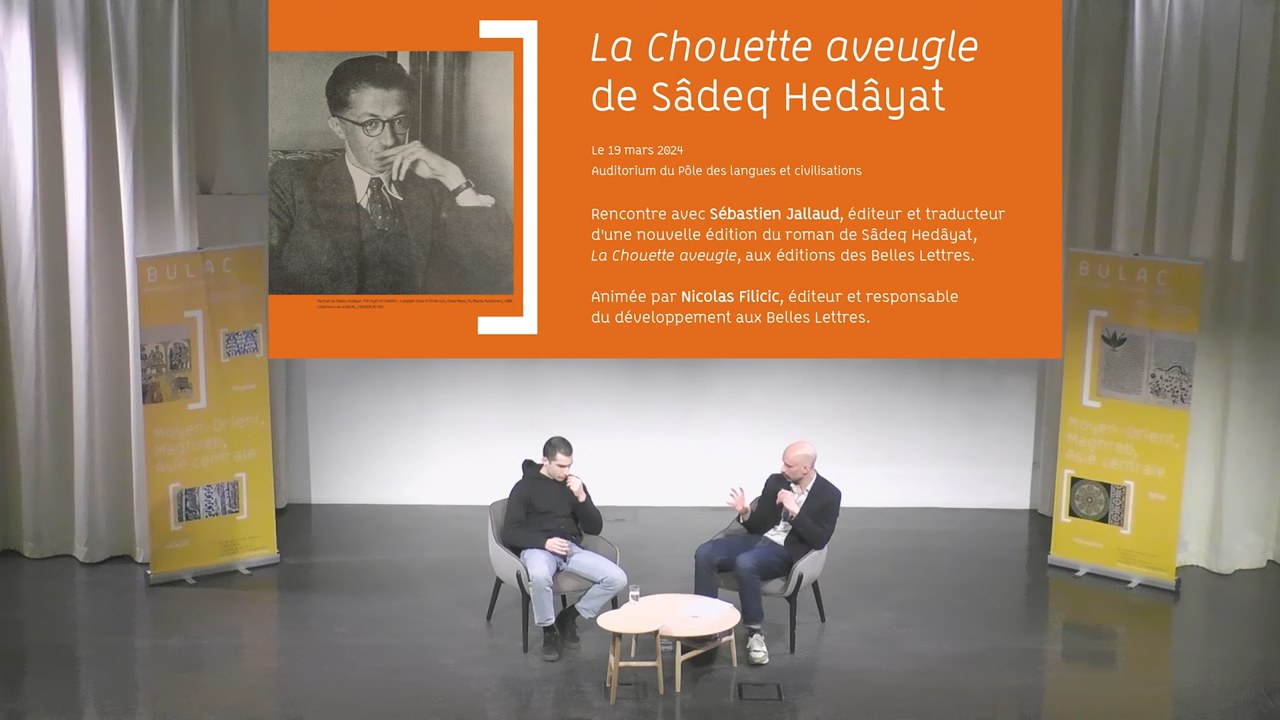 La Chouette aveugle
de Sâdeq Hedâyat
Le 19 mars 2024
Auditorium du Pôle des langues et civilisations
Rencontre avec Sébastien Jallaud, éditeur et traducteur
d'une nouvelle édition du roman de Sâdeq Hedâyat,
La Chouette aveugle, aux éditions des Belles Lettres.
Animée par Nicolas Filicic, éditeur et responsable
du développement aux Belles Lettres.
BULAC
Moyen-Orient,
Maghreb,
Asie centrale
BULAC
Moyen-Orient,
Maghreb,
Asie centrale